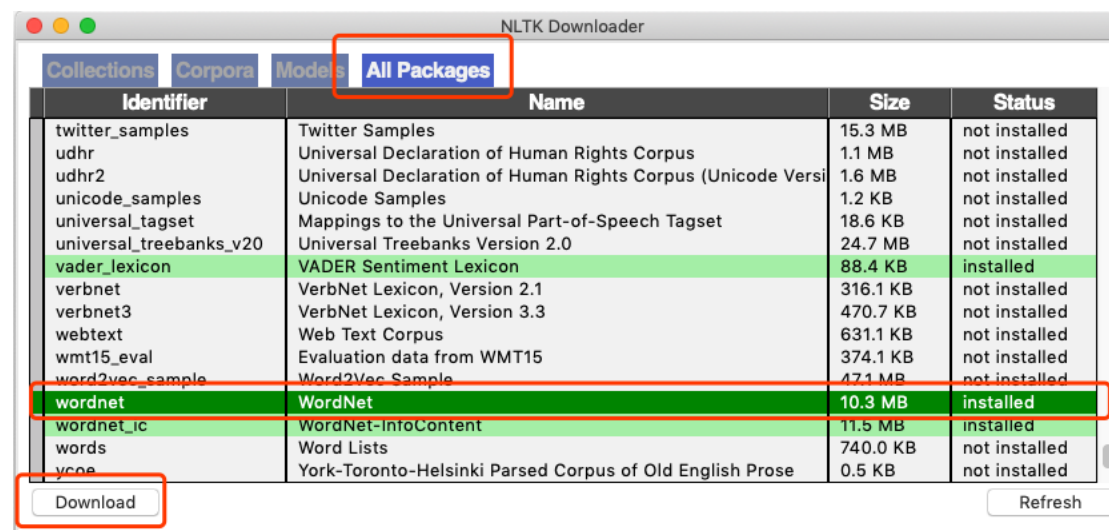 NLTK Downloader
Collections Corpora Models All Packages
Identifier Name Size Status
twitter_samples Twitter Samples 15.3 MB not installed
udhr Universal Declaration of Human Rights Corpus 1.1 MB not installed
udhr2 Universal Declaration of Human Rights Corpus (Unicode Versi 1.6 MB not installed
unicode_samples Unicode Samples 1.2 KB not installed
universal_tagset Mappings to the Universal Part-of-Speech Tagset 18.6 KB not installed
universal_treebanks_v20 Universal Treebanks Version 2.0 24.7 MB not installed
vader_lexicon VADER Sentiment Lexicon 88.4 KB installed
verbnet VerbNet Lexicon, Version 2.1 316.1 KB not installed
verbnet3 VerbNet Lexicon, Version 3.3 470.7 KB not installed
webtext Web Text Corpus 631.1 KB not installed
wmt15_eval Evaluation data from WMT15 374.1 KB not installed
word2vec_sample Word2Vec Sample 47.1 MB not installed
wordnet WordNet 10.3 MB installed
wordnet_ic WordNet-InfoContent 11.5 MB installed
words Word Lists 740.0 KB not installed
ycoe York-Toronto-Helsinki Parsed Corpus of Old English Prose 0.5 KB not installed
Download Refresh